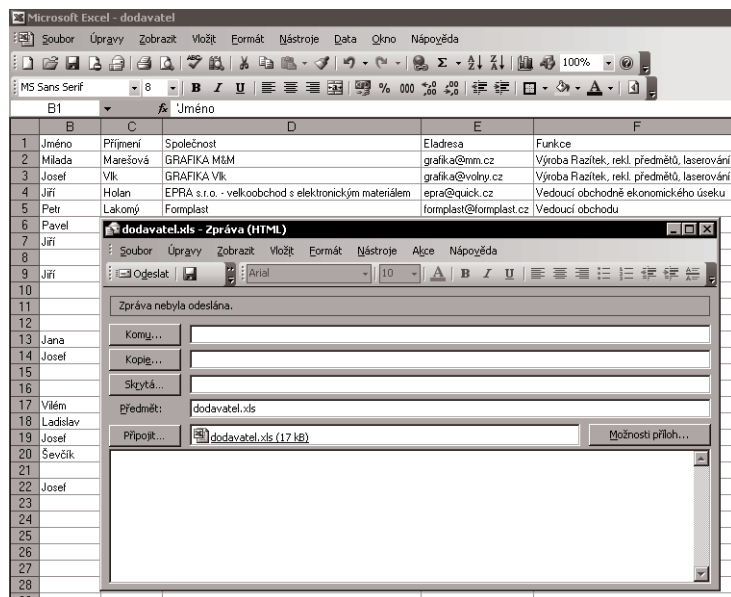 Microsoft Excel - dodavatel
Soubor Úpravy Zobrazit Vložit Formát Nástroje Data Okno Nápověda
100%
MS Sans Serif 8 B I U % 000
B1 fx 'Jméno
B C D E F
1 Jméno Příjmení Společnost Eladresa Funkce
2 Milada Marešová GRAFIKA M&M grafika@mm.cz Výroba Razítek, rekl. předmětů, laserování
3 Josef Vlk GRAFIKA Vlk grafika@volny.cz Výroba Razítek, rekl. předmětů, laserování
4 Jiří Holan EPRA s.r.o. - velkoobchod s elektronickým materiálem epra@quick.cz Vedoucí obchodně ekonomického úseku
5 Petr Lakomý Formplast formplast@formplast.cz Vedoucí obchodu
6 Pavel
7 Jiří
8
9 Jiří
10
11
12
13 Jana
14 Josef
15
16
17 Vilém
18 Ladislav
19 Josef
20 Ševčík
21
22 Josef
23
24
25
26
27
28
dodavatel.xls - Zpráva (HTML)
Soubor Úpravy Zobrazit Vložit Formát Nástroje Akce Nápověda
Odeslat Arial 10 A B I U
Zpráva nebyla odeslána.
Komu...
Kopie...
Skrytá...
Předmět: dodavatel.xls
Připojit... dodavatel.xls (17 kB) Možnosti příloh...